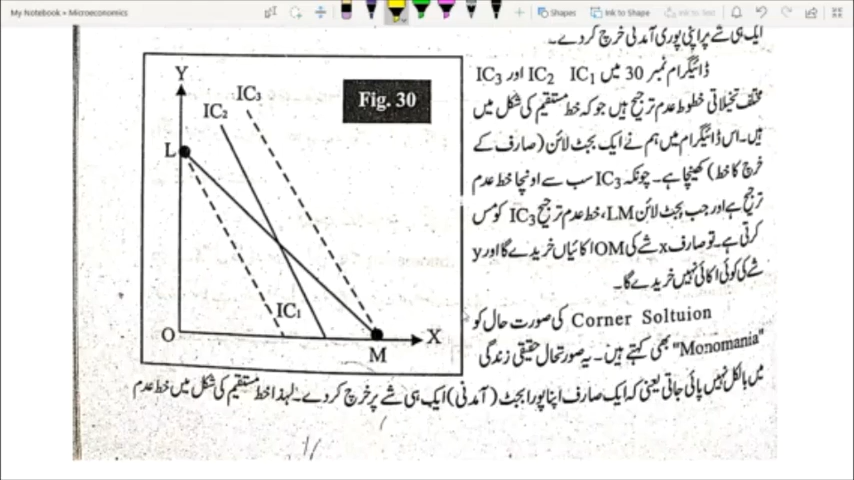 My Notebook » Microeconomics
Shapes
Ink to Shape
Ink to Text
ایک ہی شے پر اپنی پوری آمدنی خرچ کردے۔
ڈائیگرام نمبر 30 میں IC1 IC2 اور IC3
مختلف تخیلاتی خطوط عدم ترجیح ہیں جو کہ خط مستقیم کی شکل میں
ہیں۔ اس ڈائیگرام میں ہم نے ایک بجٹ لائن (صارف کے
خرچ کا خط) کھینچا ہے۔ چونکہ IC3 سب سے اونچا خط عدم
ترجیح ہے اور جب بجٹ لائن LM، خط عدم ترجیح IC3 کو مس
کرتی ہے۔ تو صارف x شے کی OM اکائیاں خریدے گا اور y
شے کی کوئی اکائی نہیں خریدے گا۔
Corner Soltuion کی صورت حال کو
"Monomania" بھی کہتے ہیں۔ یہ صورتحال حقیقی زندگی
میں بالکل نہیں پائی جاتی یعنی کہ ایک صارف اپنا پورا بجٹ (آمدنی) ایک ہی شے پر خرچ کردے۔ لہذا خط مستقیم کی شکل میں خط عدم
Fig. 30
Y
IC3
IC2
L
IC1
O
M
X